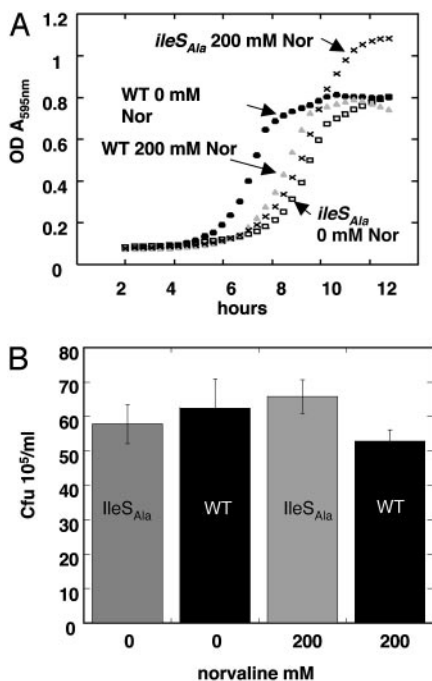 A
OD A595nm
1.2
1
0.8
0.6
0.4
0.2
0
ileSAla 200 mM Nor
WT 0 mM
Nor
WT 200 mM Nor
ileSAla
0 mM Nor
2 4 6 8 10 12
hours
B
Cfu 10^5/ml
80
70
60
50
40
30
20
10
0
IleSAla WT IleSAla WT
0 0 200 200
norvaline mM